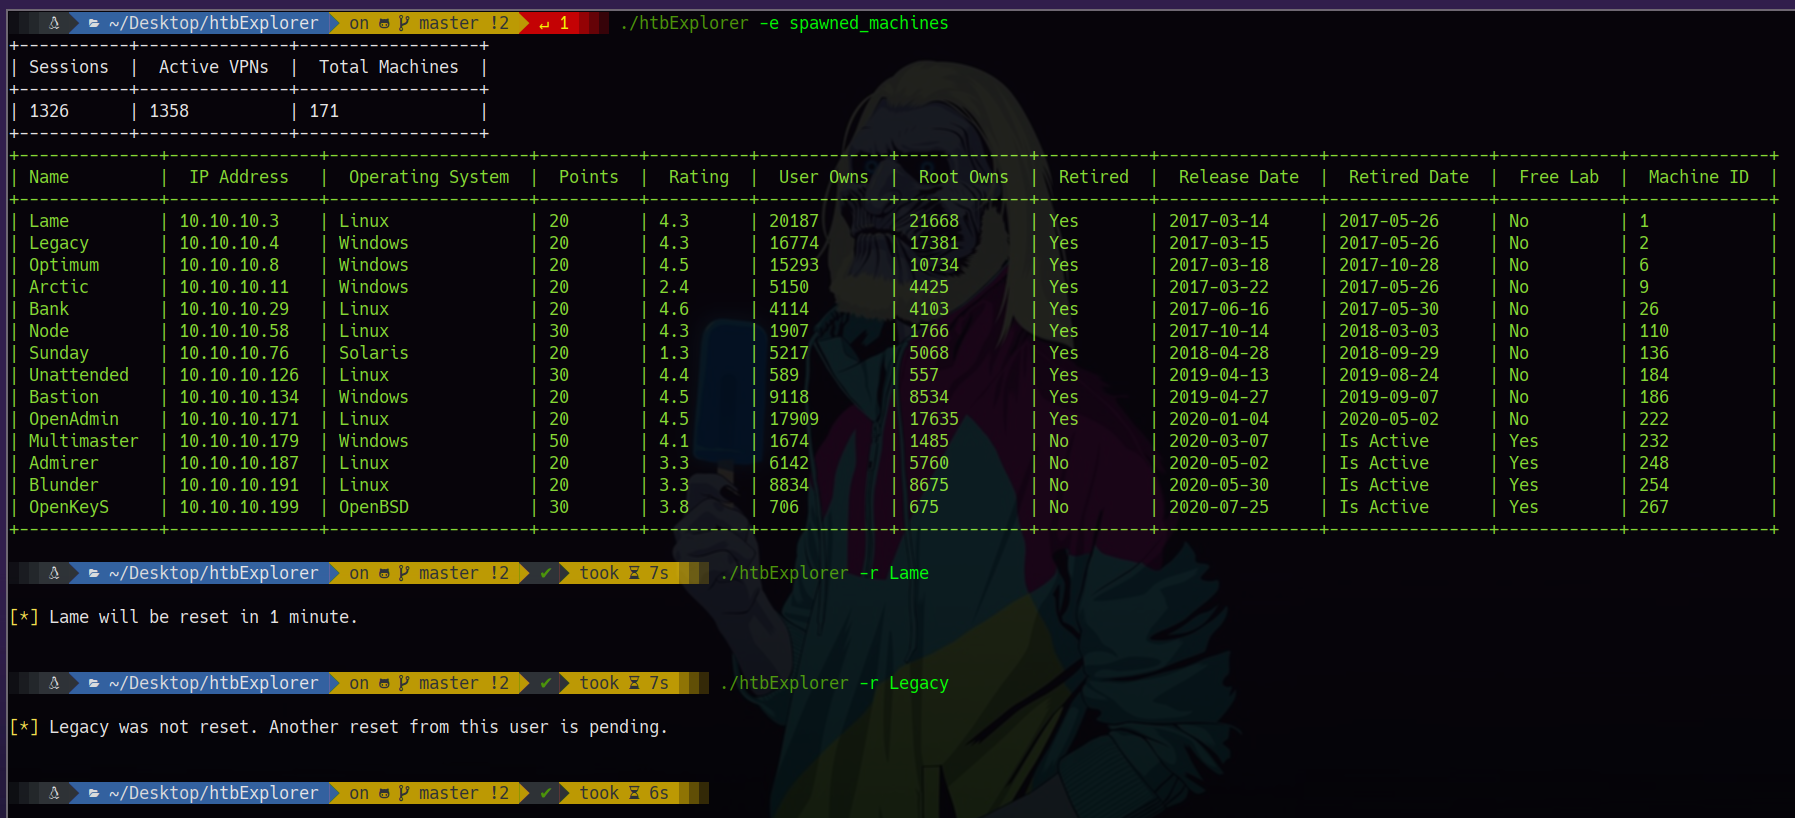 ~/Desktop/htbExplorer on master !2 ↵ 1 ./htbExplorer -e spawned_machines
+-----------+---------------+------------------+
| Sessions | Active VPNs | Total Machines |
+-----------+---------------+------------------+
| 1326 | 1358 | 171 |
+-----------+---------------+------------------+
+--------------+---------------+--------------------+----------+----------+-------------+-------------+-----------+----------------+----------------+------------+--------------+
| Name | IP Address | Operating System | Points | Rating | User Owns | Root Owns | Retired | Release Date | Retired Date | Free Lab | Machine ID |
+--------------+---------------+--------------------+----------+----------+-------------+-------------+-----------+----------------+----------------+------------+--------------+
| Lame | 10.10.10.3 | Linux | 20 | 4.3 | 20187 | 21668 | Yes | 2017-03-14 | 2017-05-26 | No | 1 |
| Legacy | 10.10.10.4 | Windows | 20 | 4.3 | 16774 | 17381 | Yes | 2017-03-15 | 2017-05-26 | No | 2 |
| Optimum | 10.10.10.8 | Windows | 20 | 4.5 | 15293 | 10734 | Yes | 2017-03-18 | 2017-10-28 | No | 6 |
| Arctic | 10.10.10.11 | Windows | 20 | 2.4 | 5150 | 4425 | Yes | 2017-03-22 | 2017-05-26 | No | 9 |
| Bank | 10.10.10.29 | Linux | 20 | 4.6 | 4114 | 4103 | Yes | 2017-06-16 | 2017-05-30 | No | 26 |
| Node | 10.10.10.58 | Linux | 30 | 4.3 | 1907 | 1766 | Yes | 2017-10-14 | 2018-03-03 | No | 110 |
| Sunday | 10.10.10.76 | Solaris | 20 | 1.3 | 5217 | 5068 | Yes | 2018-04-28 | 2018-09-29 | No | 136 |
| Unattended | 10.10.10.126 | Linux | 30 | 4.4 | 589 | 557 | Yes | 2019-04-13 | 2019-08-24 | No | 184 |
| Bastion | 10.10.10.134 | Windows | 20 | 4.5 | 9118 | 8534 | Yes | 2019-04-27 | 2019-09-07 | No | 186 |
| OpenAdmin | 10.10.10.171 | Linux | 20 | 4.5 | 17909 | 17635 | Yes | 2020-01-04 | 2020-05-02 | No | 222 |
| Multimaster | 10.10.10.179 | Windows | 50 | 4.1 | 1674 | 1485 | No | 2020-03-07 | Is Active | Yes | 232 |
| Admirer | 10.10.10.187 | Linux | 20 | 3.3 | 6142 | 5760 | No | 2020-05-02 | Is Active | Yes | 248 |
| Blunder | 10.10.10.191 | Linux | 20 | 3.3 | 8834 | 8675 | No | 2020-05-30 | Is Active | Yes | 254 |
| OpenKeyS | 10.10.10.199 | OpenBSD | 30 | 3.8 | 706 | 675 | No | 2020-07-25 | Is Active | Yes | 267 |
+--------------+---------------+--------------------+----------+----------+-------------+-------------+-----------+----------------+----------------+------------+--------------+
~/Desktop/htbExplorer on master !2 ✔ took 7s ./htbExplorer -r Lame
[*] Lame will be reset in 1 minute.
~/Desktop/htbExplorer on master !2 ✔ took 7s ./htbExplorer -r Legacy
[*] Legacy was not reset. Another reset from this user is pending.
~/Desktop/htbExplorer on master !2 ✔ took 6s